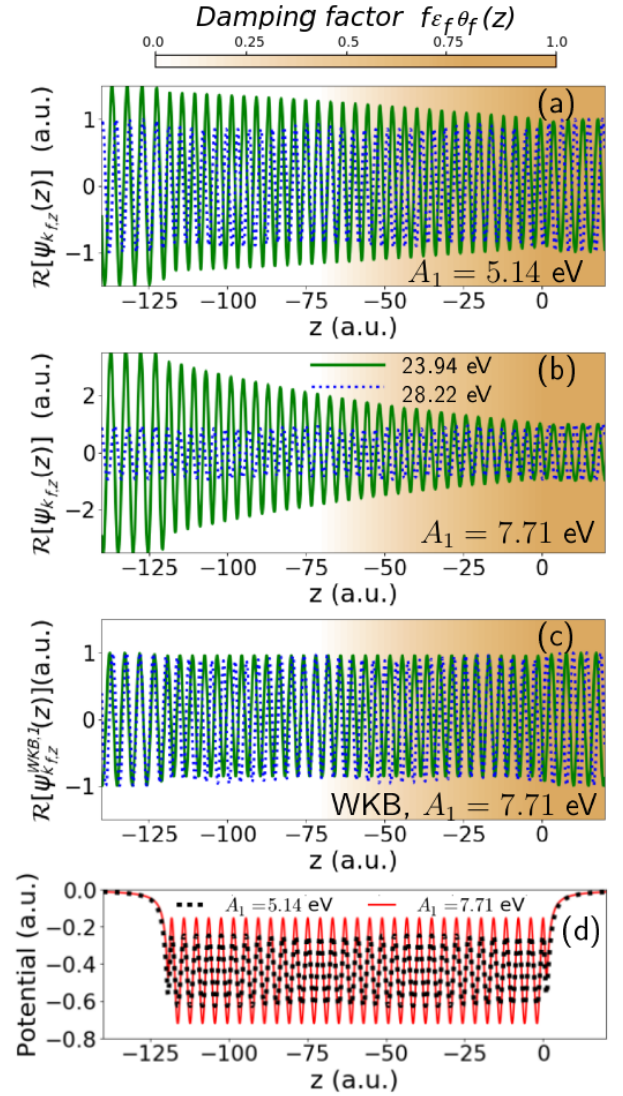 Damping factor f ε_f θ_f (z)
0.0 0.25 0.50 0.75 1.0
(a)
ℛ[ψ_{k_{f,z}}(z)] (a.u.)
1
0
−1
A₁ = 5.14 eV
−125 −100 −75 −50 −25 0
z (a.u.)
(b)
23.94 eV
28.22 eV
ℛ[ψ_{k_{f,z}}(z)] (a.u.)
2
0
−2
A₁ = 7.71 eV
−125 −100 −75 −50 −25 0
z (a.u.)
(c)
ℛ[ψ^{WKB,1}_{k_{f,z}}(z)](a.u.)
1
0
−1
WKB, A₁ = 7.71 eV
−125 −100 −75 −50 −25 0
z (a.u.)
Potential (a.u.)
0.0
−0.2
−0.4
−0.6
−0.8
A₁ =5.14 eV A₁ =7.71 eV
(d)
−125 −100 −75 −50 −25 0
z (a.u.)